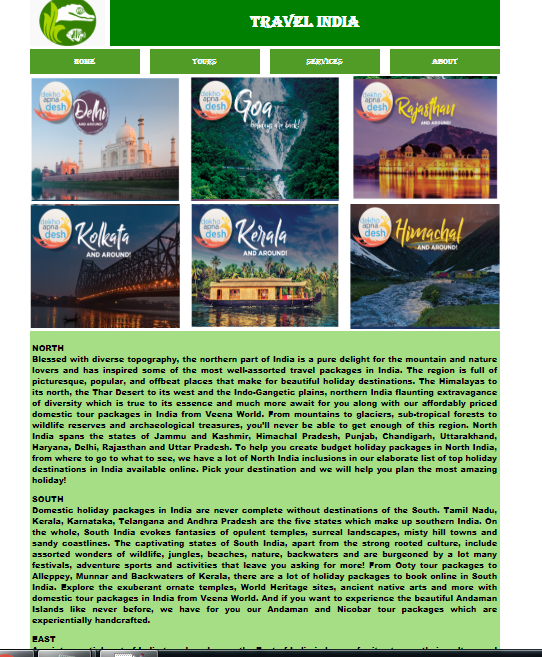 TRAVEL INDIA
HOME
TOURS
SERVICES
ABOUT
dekho
apna
desh
Delhi
AND AROUND!
dekho
apna
desh
Goa
holidays are back!
dekho
apna
desh
Rajasthan
AND AROUND!
dekho
apna
desh
Kolkata
AND AROUND!
dekho
apna
desh
Kerala
AND AROUND!
dekho
apna
desh
Himachal
AND AROUND!
NORTH
Blessed with diverse topography, the northern part of India is a pure delight for the mountain and nature
lovers and has inspired some of the most well-assorted travel packages in India. The region is full of
picturesque, popular, and offbeat places that make for beautiful holiday destinations. The Himalayas to
its north, the Thar Desert to its west and the Indo-Gangetic plains, northern India flaunting extravagance
of diversity which is true to its essence and much more await for you along with our affordably priced
domestic tour packages in India from Veena World. From mountains to glaciers, sub-tropical forests to
wildlife reserves and archaeological treasures, you'll never be able to get enough of this region. North
India spans the states of Jammu and Kashmir, Himachal Pradesh, Punjab, Chandigarh, Uttarakhand,
Haryana, Delhi, Rajasthan and Uttar Pradesh. To help you create budget holiday packages in North India,
from where to go to what to see, we have a lot of North India inclusions in our elaborate list of top holiday
destinations in India available online. Pick your destination and we will help you plan the most amazing
holiday!
SOUTH
Domestic holiday packages in India are never complete without destinations of the South. Tamil Nadu,
Kerala, Karnataka, Telangana and Andhra Pradesh are the five states which make up southern India. On
the whole, South India evokes fantasies of opulent temples, surreal landscapes, misty hill towns and
sandy coastlines. The captivating states of South India, apart from the strong rooted culture, include
assorted wonders of wildlife, jungles, beaches, nature, backwaters and are burgeoned by a lot many
festivals, adventure sports and activities that leave you asking for more! From Ooty tour packages to
Alleppey, Munnar and Backwaters of Kerala, there are a lot of holiday packages to book online in South
India. Explore the exuberant ornate temples, World Heritage sites, ancient native arts and more with
domestic tour packages in India from Veena World. And if you want to experience the beautiful Andaman
Islands like never before, we have for you our Andaman and Nicobar tour packages which are
experientially handcrafted.
EAST